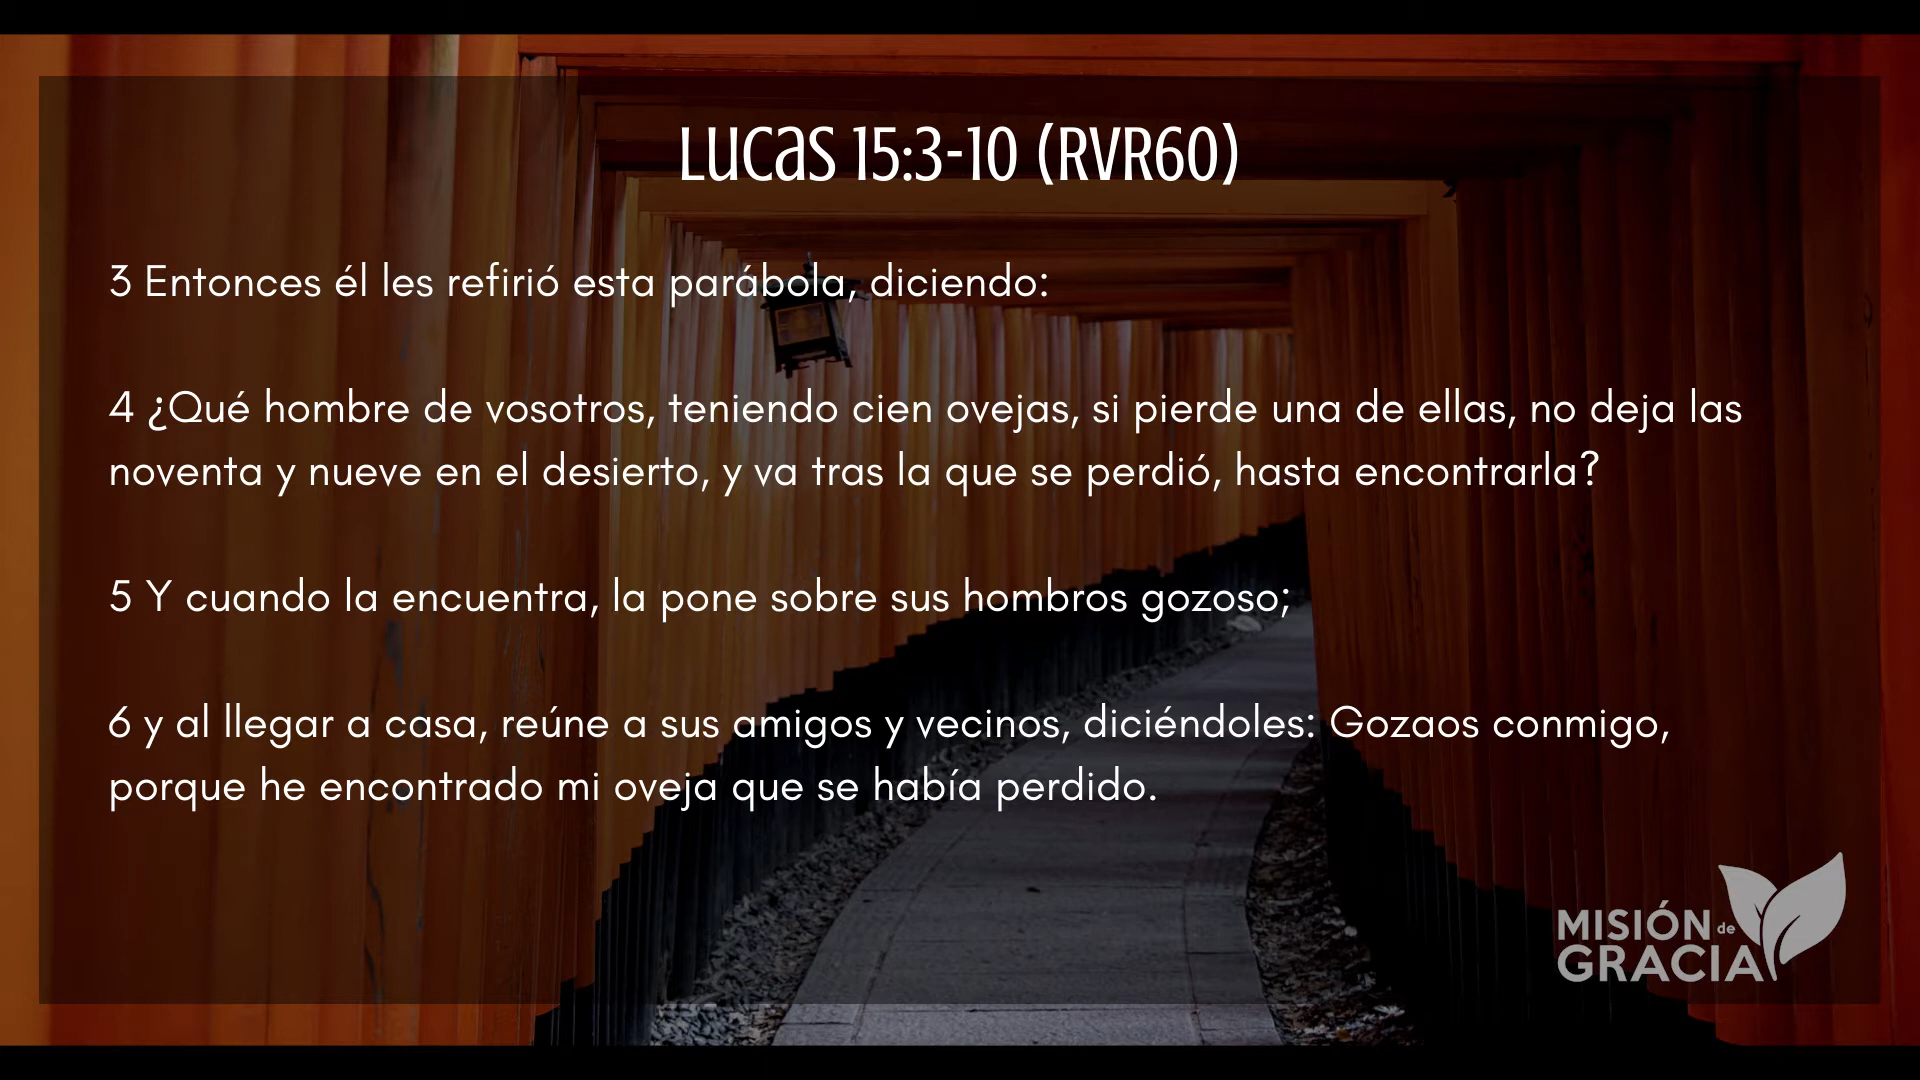 Lucas 15:3-10 (RVR60)
3 Entonces él les refirió esta parábola, diciendo:
4 ¿Qué hombre de vosotros, teniendo cien ovejas, si pierde una de ellas, no deja las
noventa y nueve en el desierto, y va tras la que se perdió, hasta encontrarla?
5 Y cuando la encuentra, la pone sobre sus hombros gozoso;
6 y al llegar a casa, reúne a sus amigos y vecinos, diciéndoles: Gozaos conmigo,
porque he encontrado mi oveja que se había perdido.
MISIÓN de
GRACIA